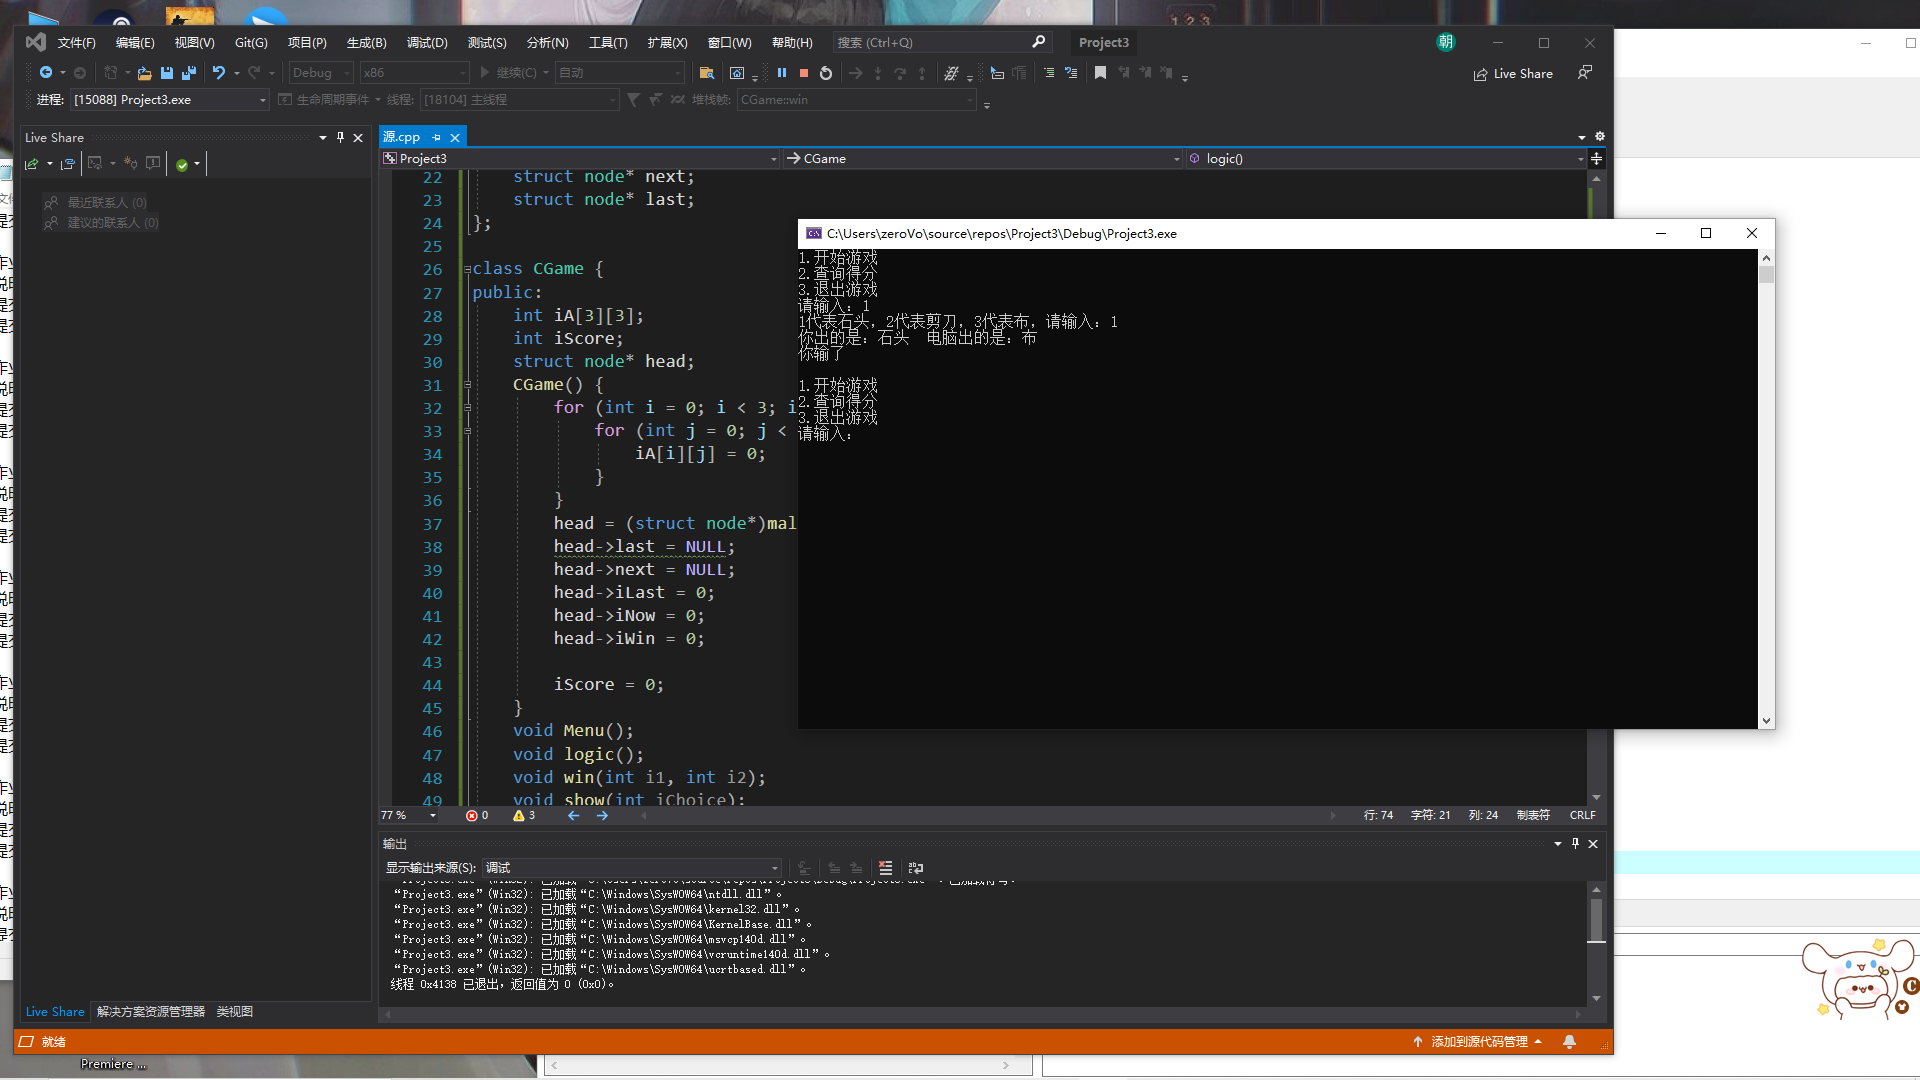 文件(F) 编辑(E) 视图(V) Git(G) 项目(P) 生成(B) 调试(D) 测试(S) 分析(N) 工具(T) 扩展(X) 窗口(W) 帮助(H) 搜索 (Ctrl+Q) Project3 朝
Debug x86 继续(C) 自动 Live Share
进程: [15088] Project3.exe 生命周期事件 线程: [18104] 主线程 堆栈帧: CGame::win
Live Share
最近联系人 (0)
建议的联系人 (0)
源.cpp
Project3 CGame logic()
22 struct node* next;
23 struct node* last;
24 };
25
26 class CGame {
27 public:
28 int iA[3][3];
29 int iScore;
30 struct node* head;
31 CGame() {
32 for (int i = 0; i < 3; i
33 for (int j = 0; j <
34 iA[i][j] = 0;
35 }
36 }
37 head = (struct node*)mal
38 head->last = NULL;
39 head->next = NULL;
40 head->iLast = 0;
41 head->iNow = 0;
42 head->iWin = 0;
43
44 iScore = 0;
45 }
46 void Menu();
47 void logic();
48 void win(int i1, int i2);
49 void show(int iChoice);
C:\Users\zeroVo\source\repos\Project3\Debug\Project3.exe
1.开始游戏
2.查询得分
3.退出游戏
请输入：1
1代表石头，2代表剪刀，3代表布，请输入：1
你出的是：石头 电脑出的是：布
你输了
1.开始游戏
2.查询得分
3.退出游戏
请输入：
77 % 0 3 行: 74 字符: 21 列: 24 制表符 CRLF
输出
显示输出来源(S): 调试
“Project3.exe”(Win32): 已加载“C:\Users\zeroVo\source\repos\Project3\Debug\Project3.exe”。已加载符号。
“Project3.exe”(Win32): 已加载“C:\Windows\SysWOW64\ntdll.dll”。
“Project3.exe”(Win32): 已加载“C:\Windows\SysWOW64\kernel32.dll”。
“Project3.exe”(Win32): 已加载“C:\Windows\SysWOW64\KernelBase.dll”。
“Project3.exe”(Win32): 已加载“C:\Windows\SysWOW64\msvcp140d.dll”。
“Project3.exe”(Win32): 已加载“C:\Windows\SysWOW64\vcruntime140d.dll”。
“Project3.exe”(Win32): 已加载“C:\Windows\SysWOW64\ucrtbased.dll”。
线程 0x4138 已退出，返回值为 0 (0x0)。
Live Share 解决方案资源管理器 类视图
就绪 添加到源代码管理
Premiere ...